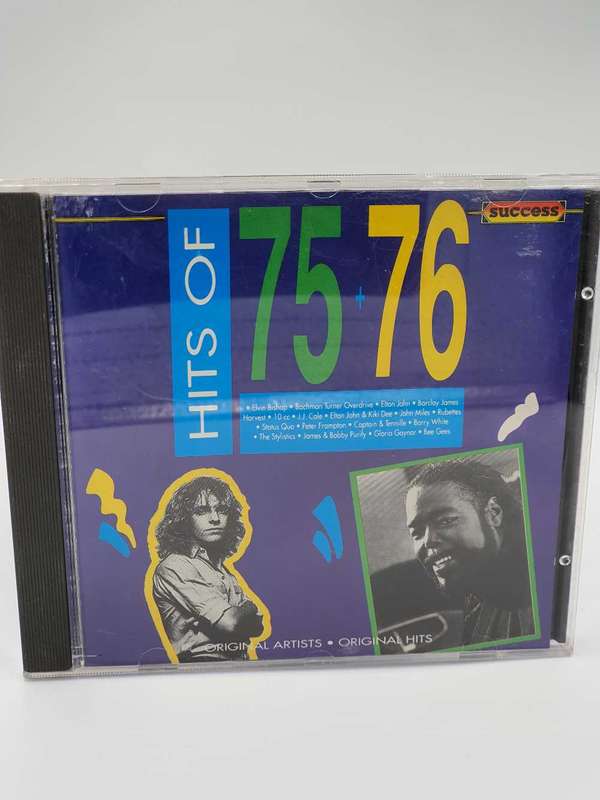 success
HITS OF
75 + 76
• Elvin Bishop • Bachman Turner Overdrive • Elton John • Barclay James
Harvest • 10 cc • J.J. Cale • Elton John & Kiki Dee • John Miles • Rubettes
• Status Quo • Peter Frampton • Captain & Tennille • Barry White
• The Stylistics • James & Bobby Purify • Gloria Gaynor • Bee Gees
ORIGINAL ARTISTS • ORIGINAL HITS